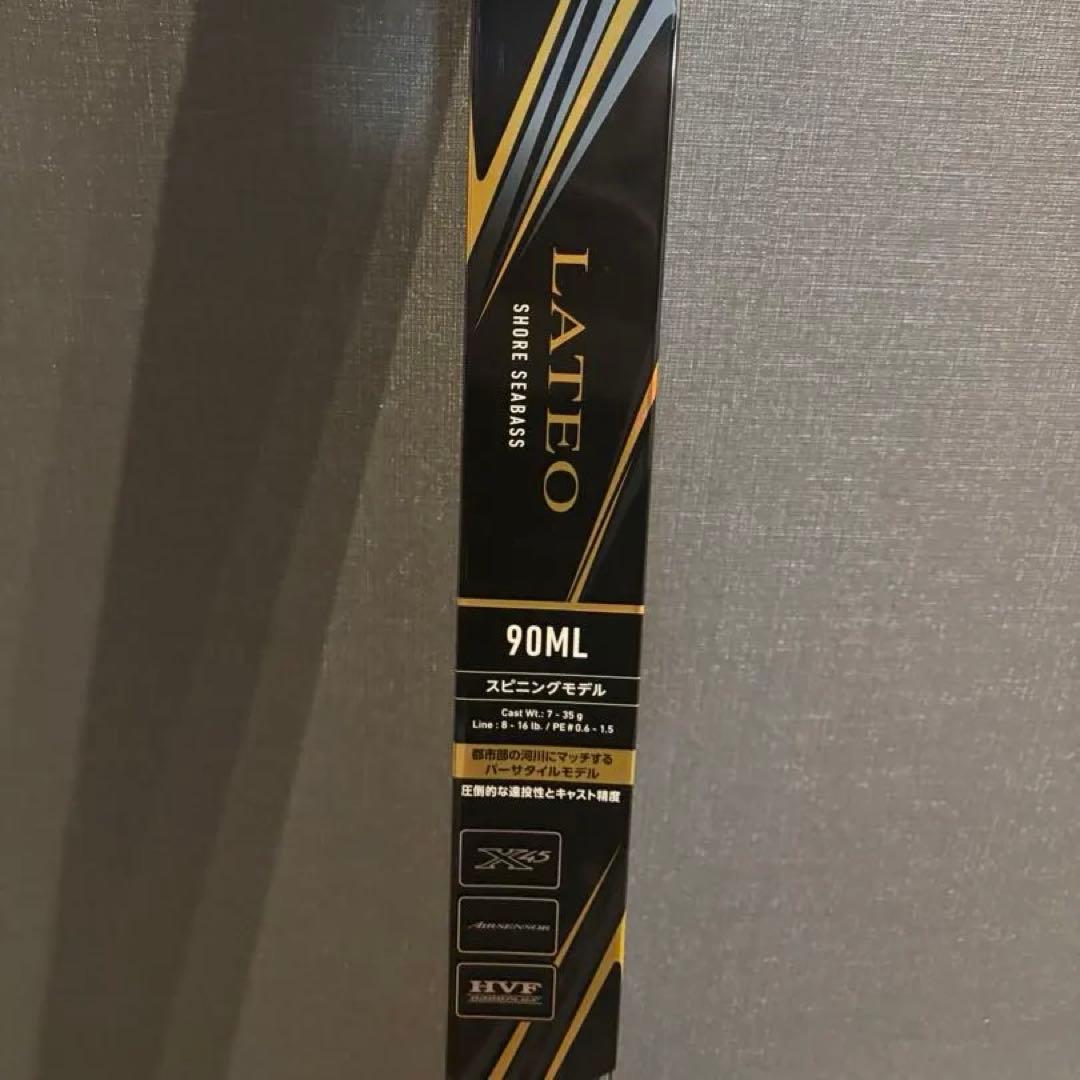 LATEO
SHORE SEABASS
90ML
スピニングモデル
Cast Wt.: 7 - 35 g
Line : 8 - 16 lb. / PE#0.6 - 1.5
都市部の河川にマッチする
バーサタイルモデル
圧倒的な遠投性とキャスト精度
X45
AIRSENSOR
HVF
NANOPLUS